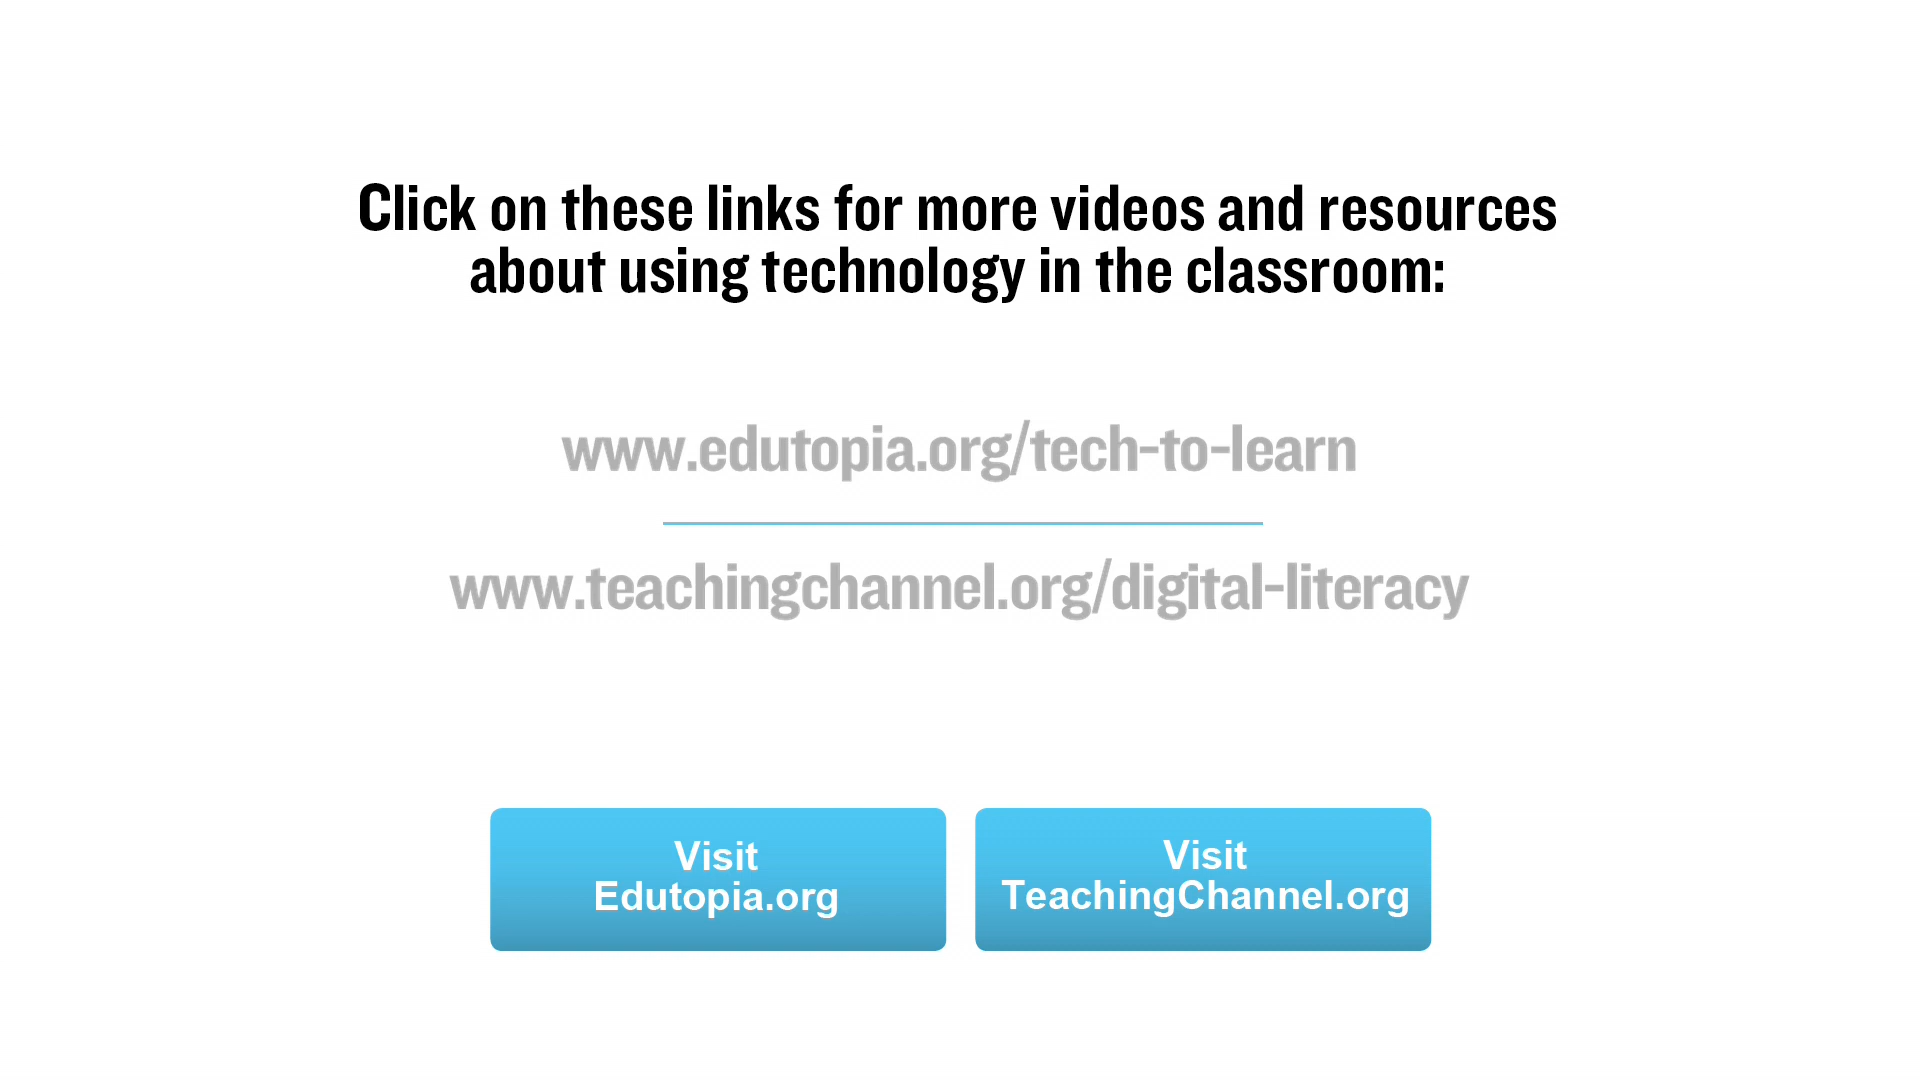 Click on these links for more videos and resources
about using technology in the classroom:
www.edutopia.org/tech-to-learn
www.teachingchannel.org/digital-literacy
Visit
Edutopia.org
Visit
TeachingChannel.org